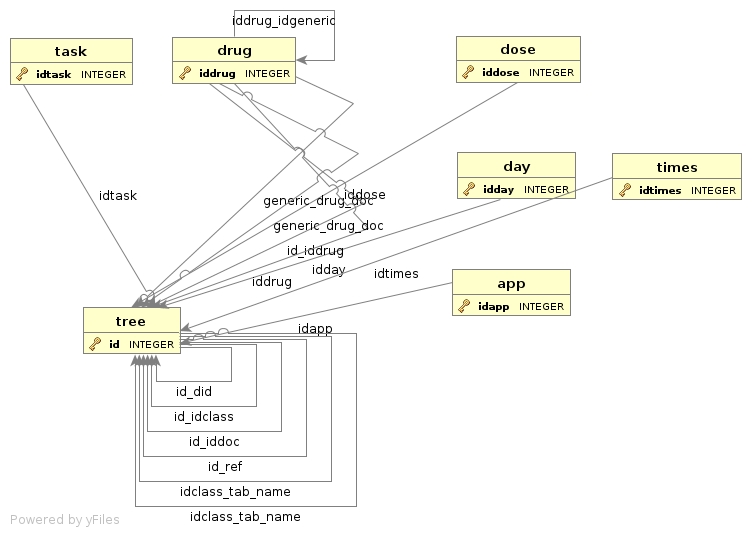 iddrug_idgeneric
task
idtask INTEGER
drug
iddrug INTEGER
dose
iddose INTEGER
day
idday INTEGER
times
idtimes INTEGER
idtask
iddose
generic_drug_doc
generic_drug_doc
id_iddrug
idday
idtimes
iddrug
app
idapp INTEGER
tree
id INTEGER
idapp
id_did
id_idclass
id_iddoc
id_ref
idclass_tab_name
idclass_tab_name
Powered by yFiles